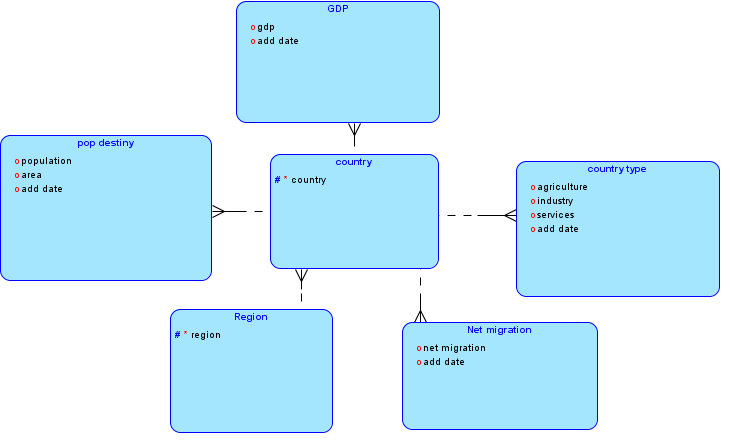 GDP
o gdp
o add date
pop destiny
o population
o area
o add date
country
# * country
country type
o agriculture
o industry
o services
o add date
Region
# * region
Net migration
o net migration
o add date